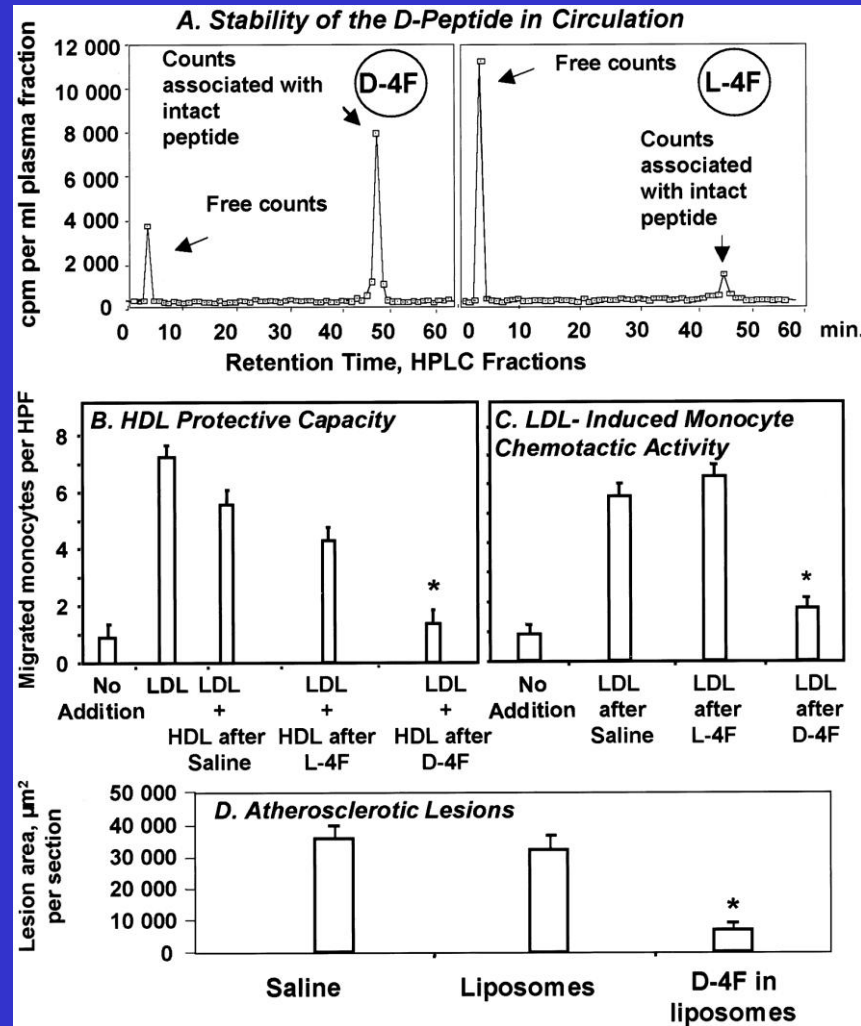 A. Stability of the D-Peptide in Circulation
cpm per ml plasma fraction
12 000
10 000
8 000
6 000
4 000
2 000
0
Counts
associated with
intact
peptide
D-4F
Free counts
Free counts
L-4F
Counts
associated
with intact
peptide
0 10 20 30 40 50 60
0 10 20 30 40 50 60 min.
Retention Time, HPLC Fractions
Migrated monocytes per HPF
B. HDL Protective Capacity
8
6
4
2
0
*
No
Addition
LDL
LDL
+
HDL after
Saline
LDL
+
HDL after
L-4F
LDL
+
HDL after
D-4F
C. LDL- Induced Monocyte
Chemotactic Activity
*
No
Addition
LDL
after
Saline
LDL
after
L-4F
LDL
after
D-4F
Lesion area, µm²
per section
50 000
40 000
30 000
20 000
10 000
0
D. Atherosclerotic Lesions
*
Saline
Liposomes
D-4F in
liposomes